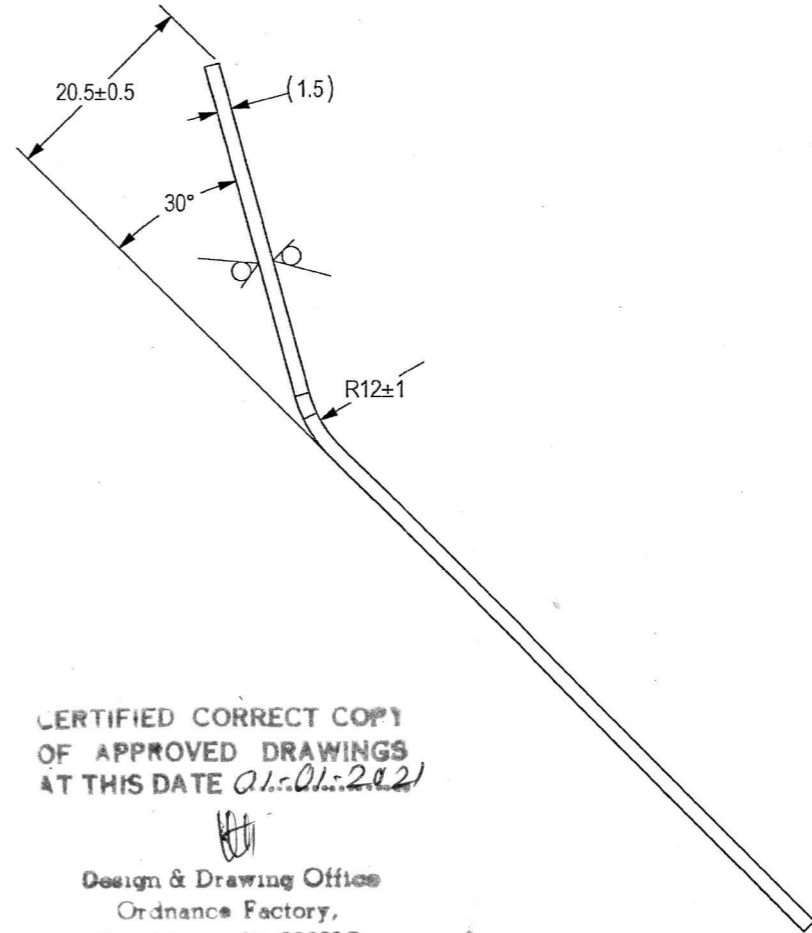 20.5±0.5
(1.5)
30°
R12±1
CERTIFIED CORRECT COPY
OF APPROVED DRAWINGS
AT THIS DATE 01-01-2021
Design & Drawing Office
Ordnance Factory,